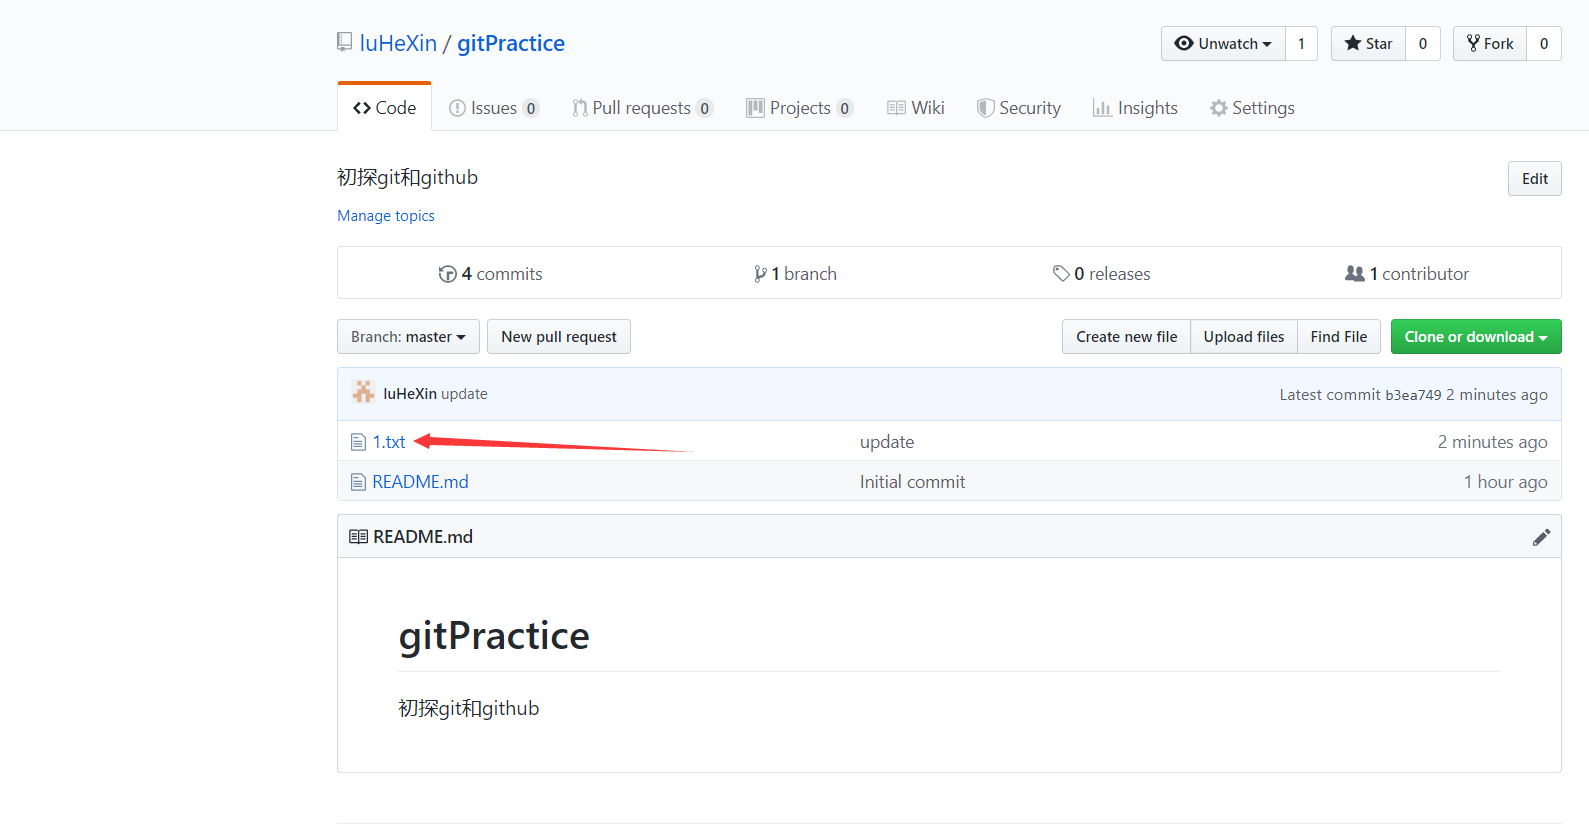 luHeXin / gitPractice
Unwatch 1 Star 0 Fork 0
Code Issues 0 Pull requests 0 Projects 0 Wiki Security Insights Settings
初探git和github
Edit
Manage topics
4 commits 1 branch 0 releases 1 contributor
Branch: master New pull request Create new file Upload files Find File Clone or download
luHeXin update Latest commit b3ea749 2 minutes ago
1.txt update 2 minutes ago
README.md Initial commit 1 hour ago
README.md
gitPractice
初探git和github